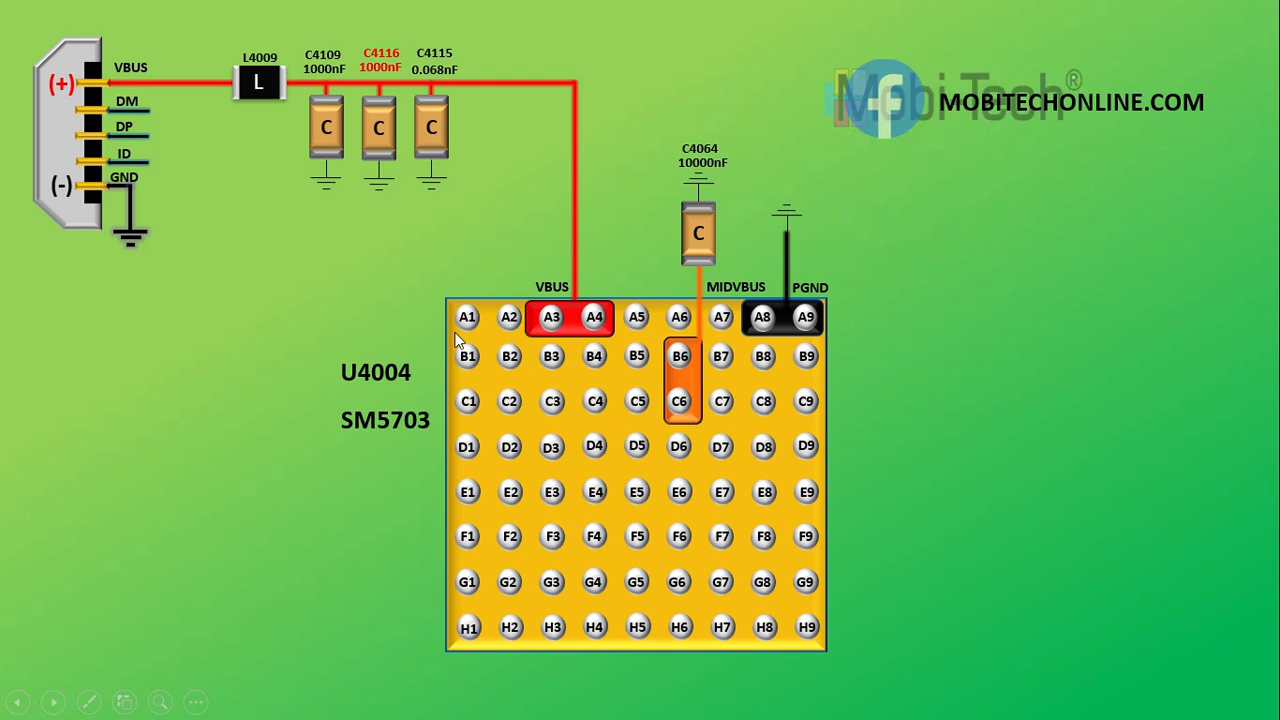 VBUS
(+)
DM
DP
ID
GND
(-)
L4009
L
C4109
1000nF
C4116
1000nF
C4115
0.068nF
C
C
C
Mobi-Tech®
f
MOBITECHONLINE.COM
C4064
10000nF
C
VBUS
MIDVBUS
PGND
U4004
SM5703
A1 A2 A3 A4 A5 A6 A7 A8 A9
B1 B2 B3 B4 B5 B6 B7 B8 B9
C1 C2 C3 C4 C5 C6 C7 C8 C9
D1 D2 D3 D4 D5 D6 D7 D8 D9
E1 E2 E3 E4 E5 E6 E7 E8 E9
F1 F2 F3 F4 F5 F6 F7 F8 F9
G1 G2 G3 G4 G5 G6 G7 G8 G9
H1 H2 H3 H4 H5 H6 H7 H8 H9